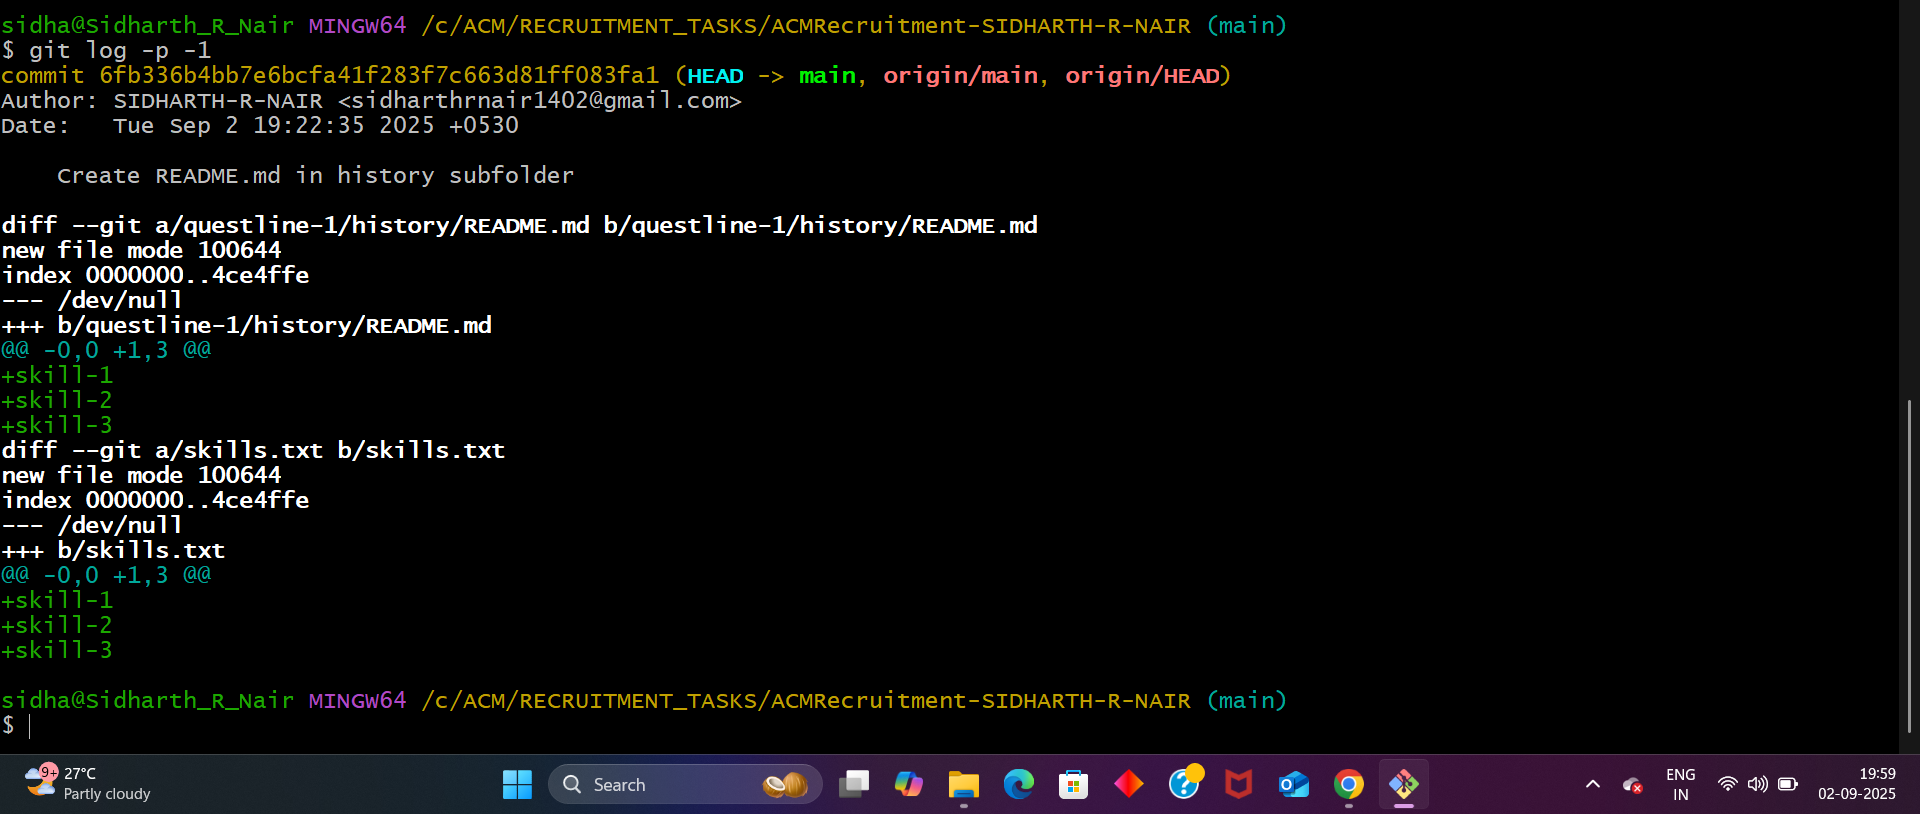 sidha@Sidharth_R_Nair MINGW64 /c/ACM/RECRUITMENT_TASKS/ACMRecruitment-SIDHARTH-R-NAIR (main)
$ git log -p -1
commit 6fb336b4bb7e6bcfa41f283f7c663d81ff083fa1 (HEAD -> main, origin/main, origin/HEAD)
Author: SIDHARTH-R-NAIR <sidharthrnair1402@gmail.com>
Date:   Tue Sep 2 19:22:35 2025 +0530
    Create README.md in history subfolder
diff --git a/questline-1/history/README.md b/questline-1/history/README.md
new file mode 100644
index 0000000..4ce4ffe
--- /dev/null
+++ b/questline-1/history/README.md
@@ -0,0 +1,3 @@
+skill-1
+skill-2
+skill-3
diff --git a/skills.txt b/skills.txt
new file mode 100644
index 0000000..4ce4ffe
--- /dev/null
+++ b/skills.txt
@@ -0,0 +1,3 @@
+skill-1
+skill-2
+skill-3
sidha@Sidharth_R_Nair MINGW64 /c/ACM/RECRUITMENT_TASKS/ACMRecruitment-SIDHARTH-R-NAIR (main)
$
9+
27°C
Partly cloudy
Search
ENG
IN
19:59
02-09-2025